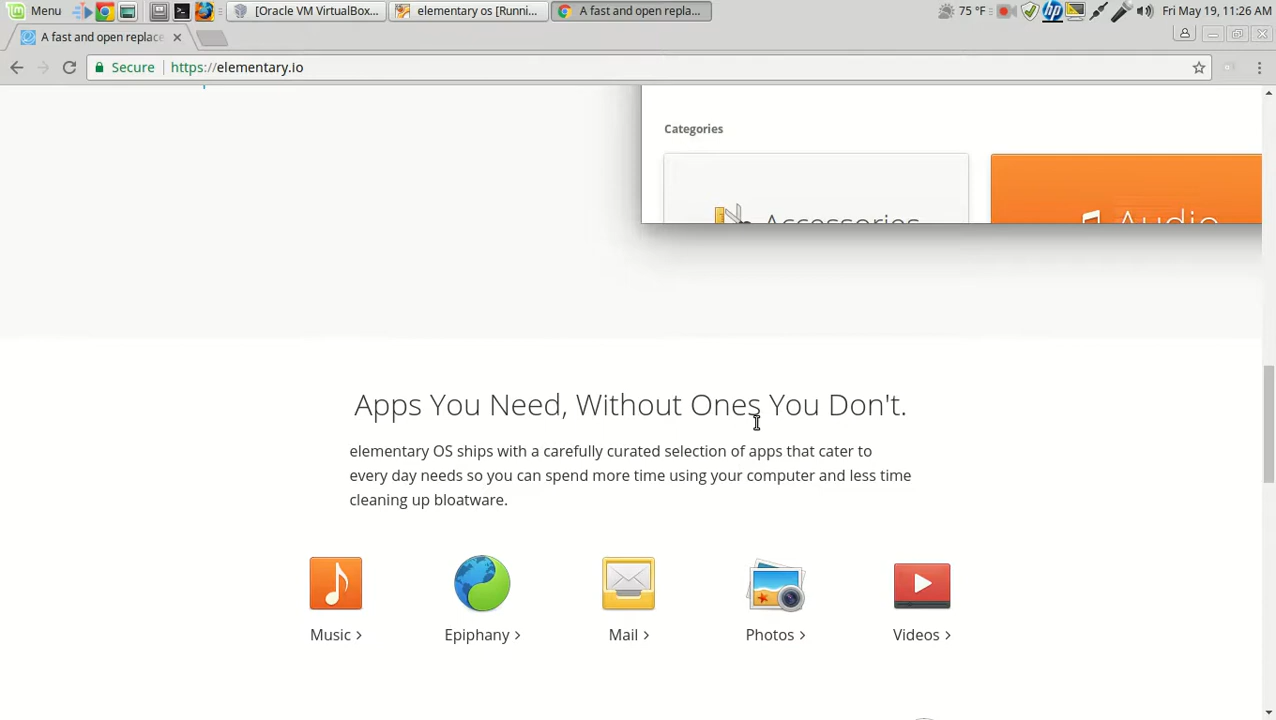 Menu
[Oracle VM VirtualBox...
elementary os [Runni...
A fast and open repla...
75 °F
hp
Fri May 19, 11:26 AM
A fast and open replace
Secure
https://elementary.io
Categories
Accessories
Audio
Apps You Need, Without Ones You Don't.
elementary OS ships with a carefully curated selection of apps that cater to
every day needs so you can spend more time using your computer and less time
cleaning up bloatware.
Music >
Epiphany >
Mail >
Photos >
Videos >